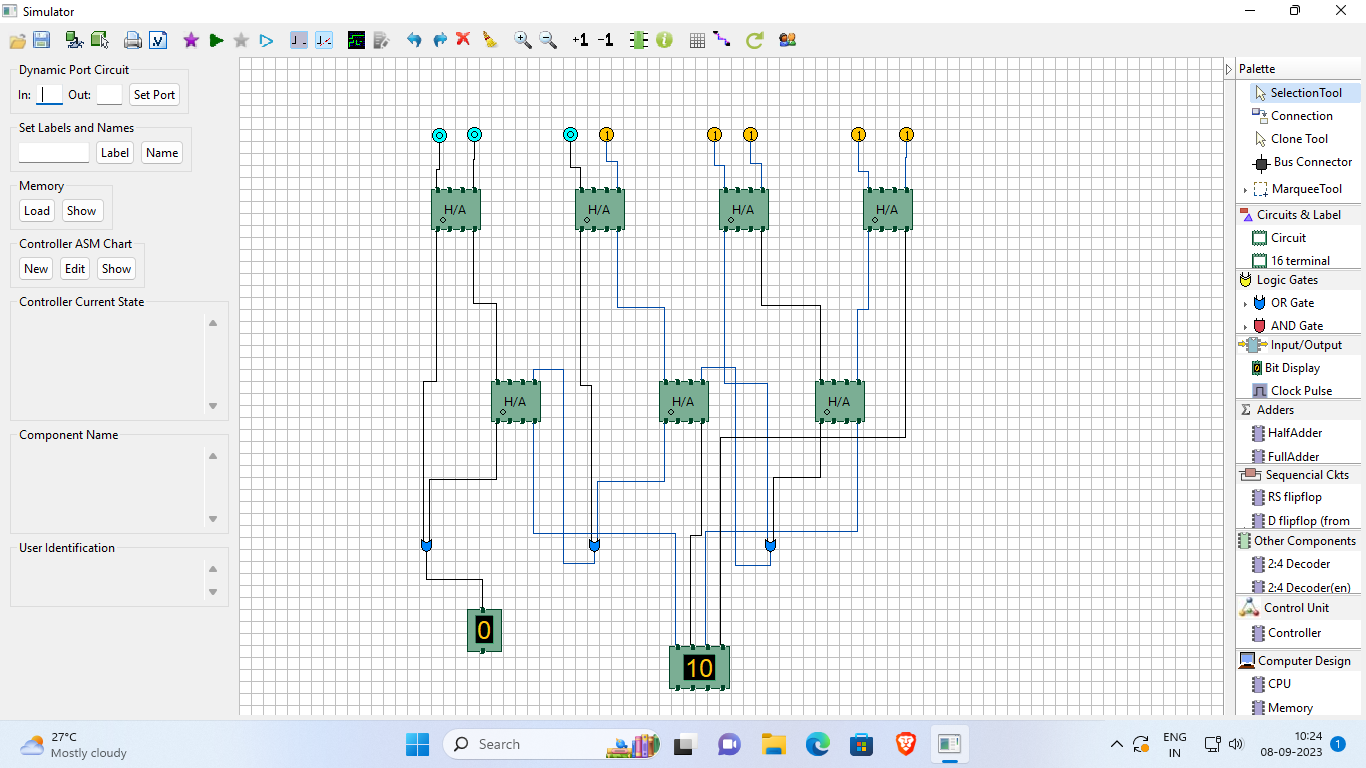 Simulator
+1 -1
Dynamic Port Circuit
In: Out: Set Port
Set Labels and Names
Label Name
Memory
Load Show
Controller ASM Chart
New Edit Show
Controller Current State
Component Name
User Identification
1 1 1 1 1
H/A H/A H/A H/A
H/A H/A H/A
0
10
Palette
SelectionTool
Connection
Clone Tool
Bus Connector
MarqueeTool
Circuits & Label
Circuit
16 terminal
Logic Gates
OR Gate
AND Gate
Input/Output
Bit Display
Clock Pulse
Adders
HalfAdder
FullAdder
Sequencial Ckts
RS flipflop
D flipflop (from
Other Components
2:4 Decoder
2:4 Decoder(en)
Control Unit
Controller
Computer Design
CPU
Memory
27°C
Mostly cloudy
Search
ENG
IN
10:24
08-09-2023
1